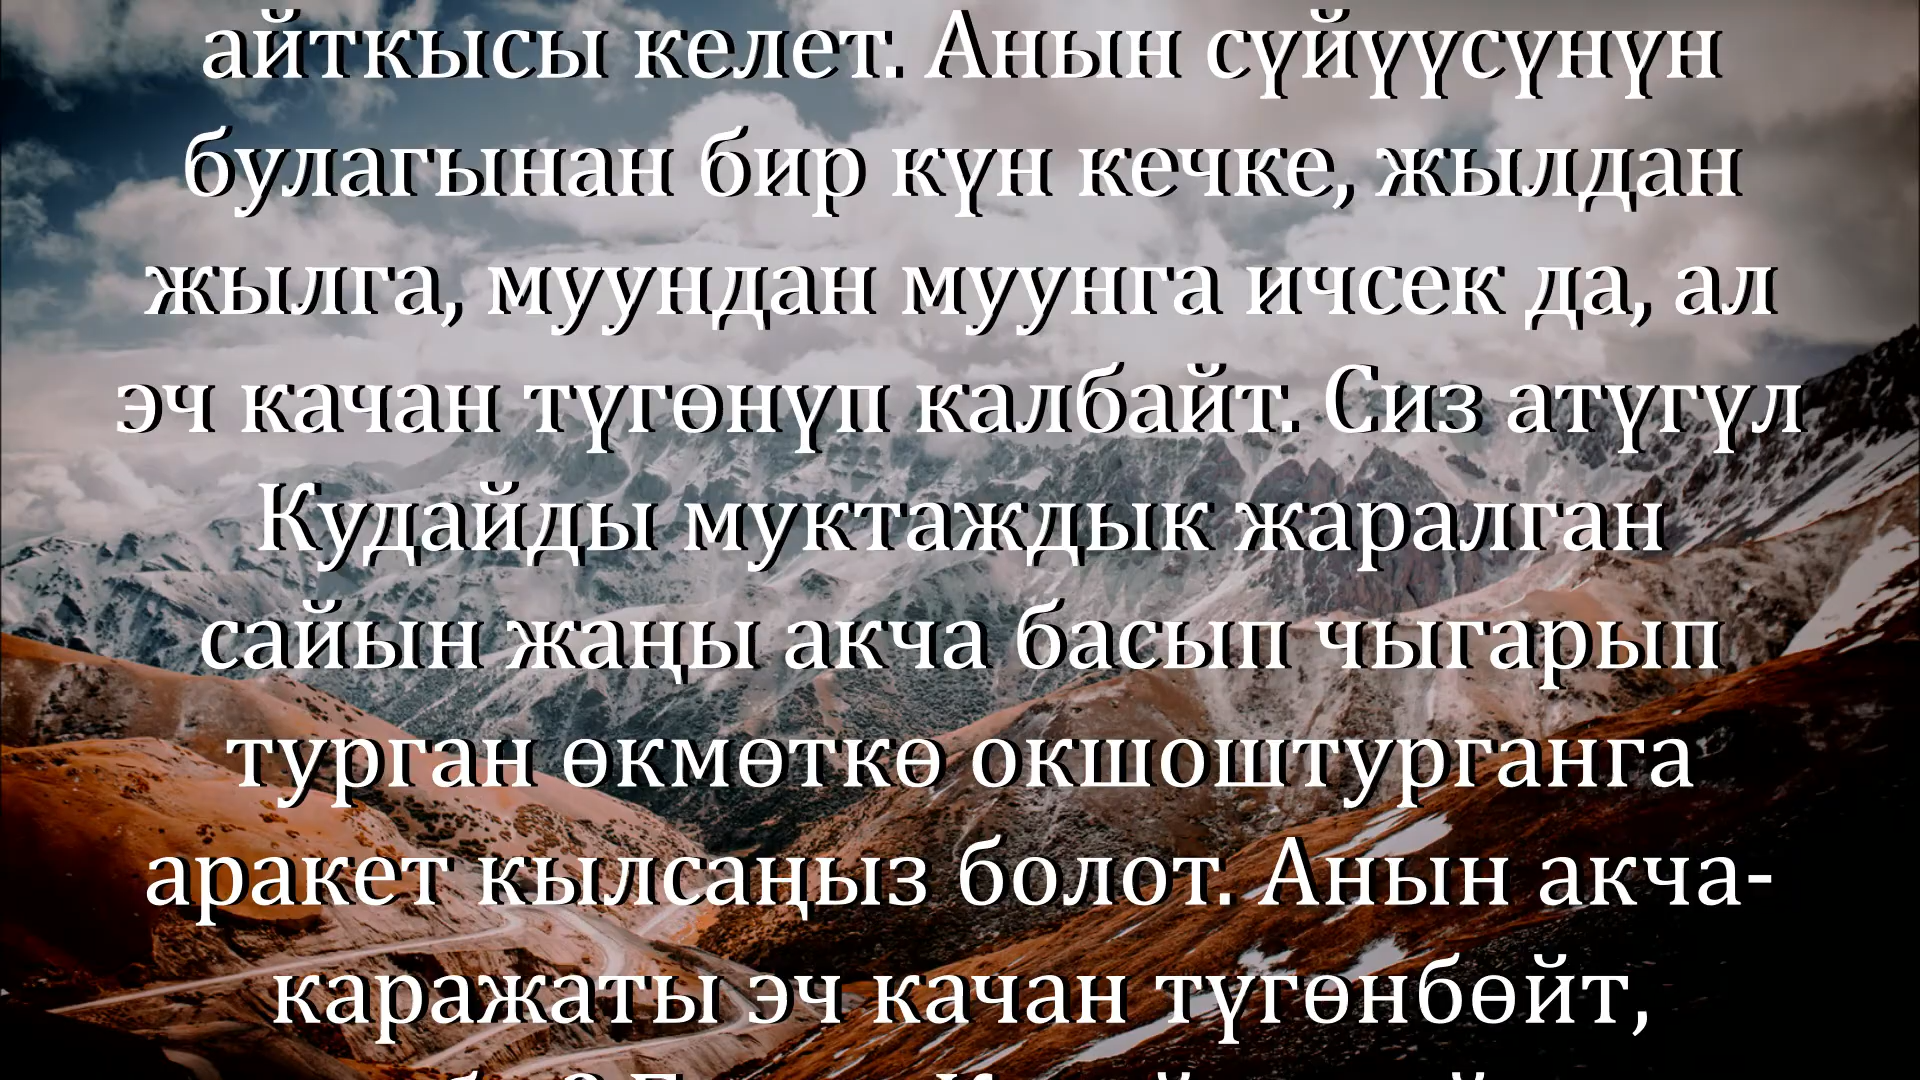 айткысы келет. Анын сүйүүсүнүн
булагынан бир күн кечке, жылдан
жылга, муундан муунга ичсек да, ал
эч качан түгөнүп калбайт. Сиз атүгүл
Кудайды муктаждык жаралган
сайын жаңы акча басып чыгарып
турган өкмөткө окшоштурганга
аракет кылсаңыз болот. Анын акча-
каражаты эч качан түгөнбөйт,